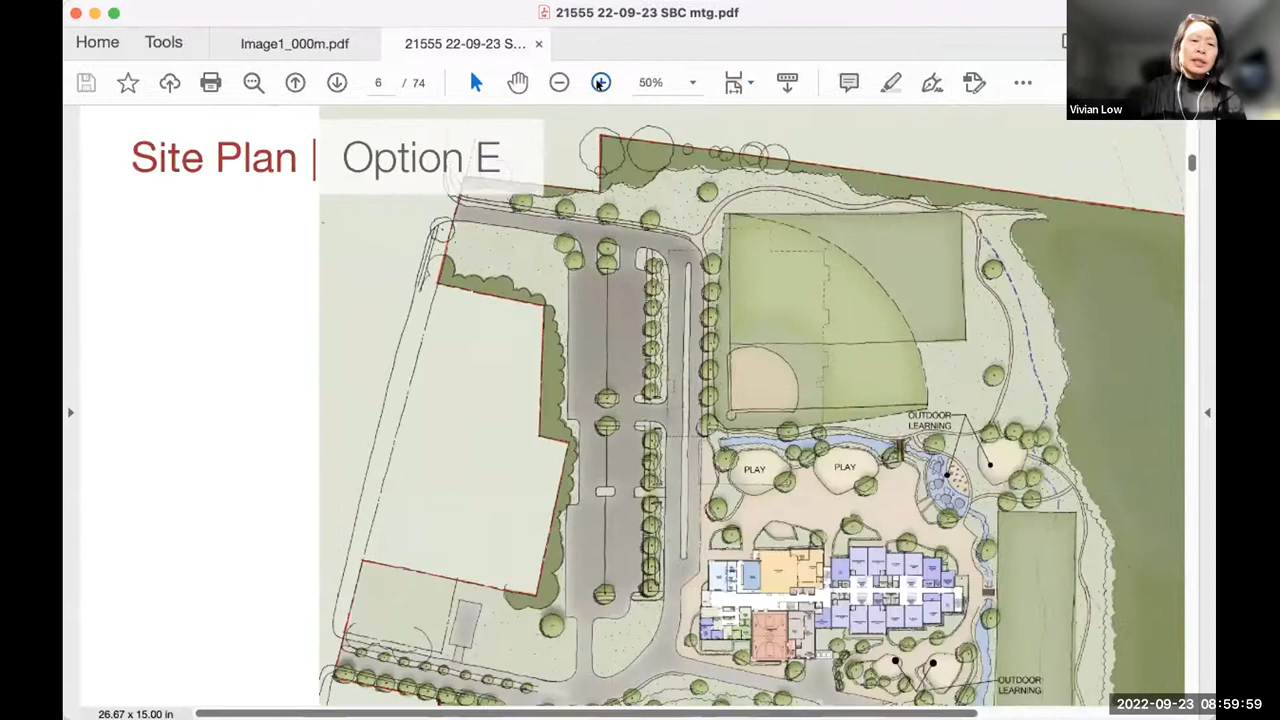 21555 22-09-23 SBC mtg.pdf
Home
Tools
Image1_000m.pdf
21555 22-09-23 S...
6 / 74
50%
Vivian Low
Site Plan | Option E
OUTDOOR
LEARNING
PLAY
PLAY
OUTDOOR
LEARNING
26.67 x 15.00 in
2022-09-23 08:59:59